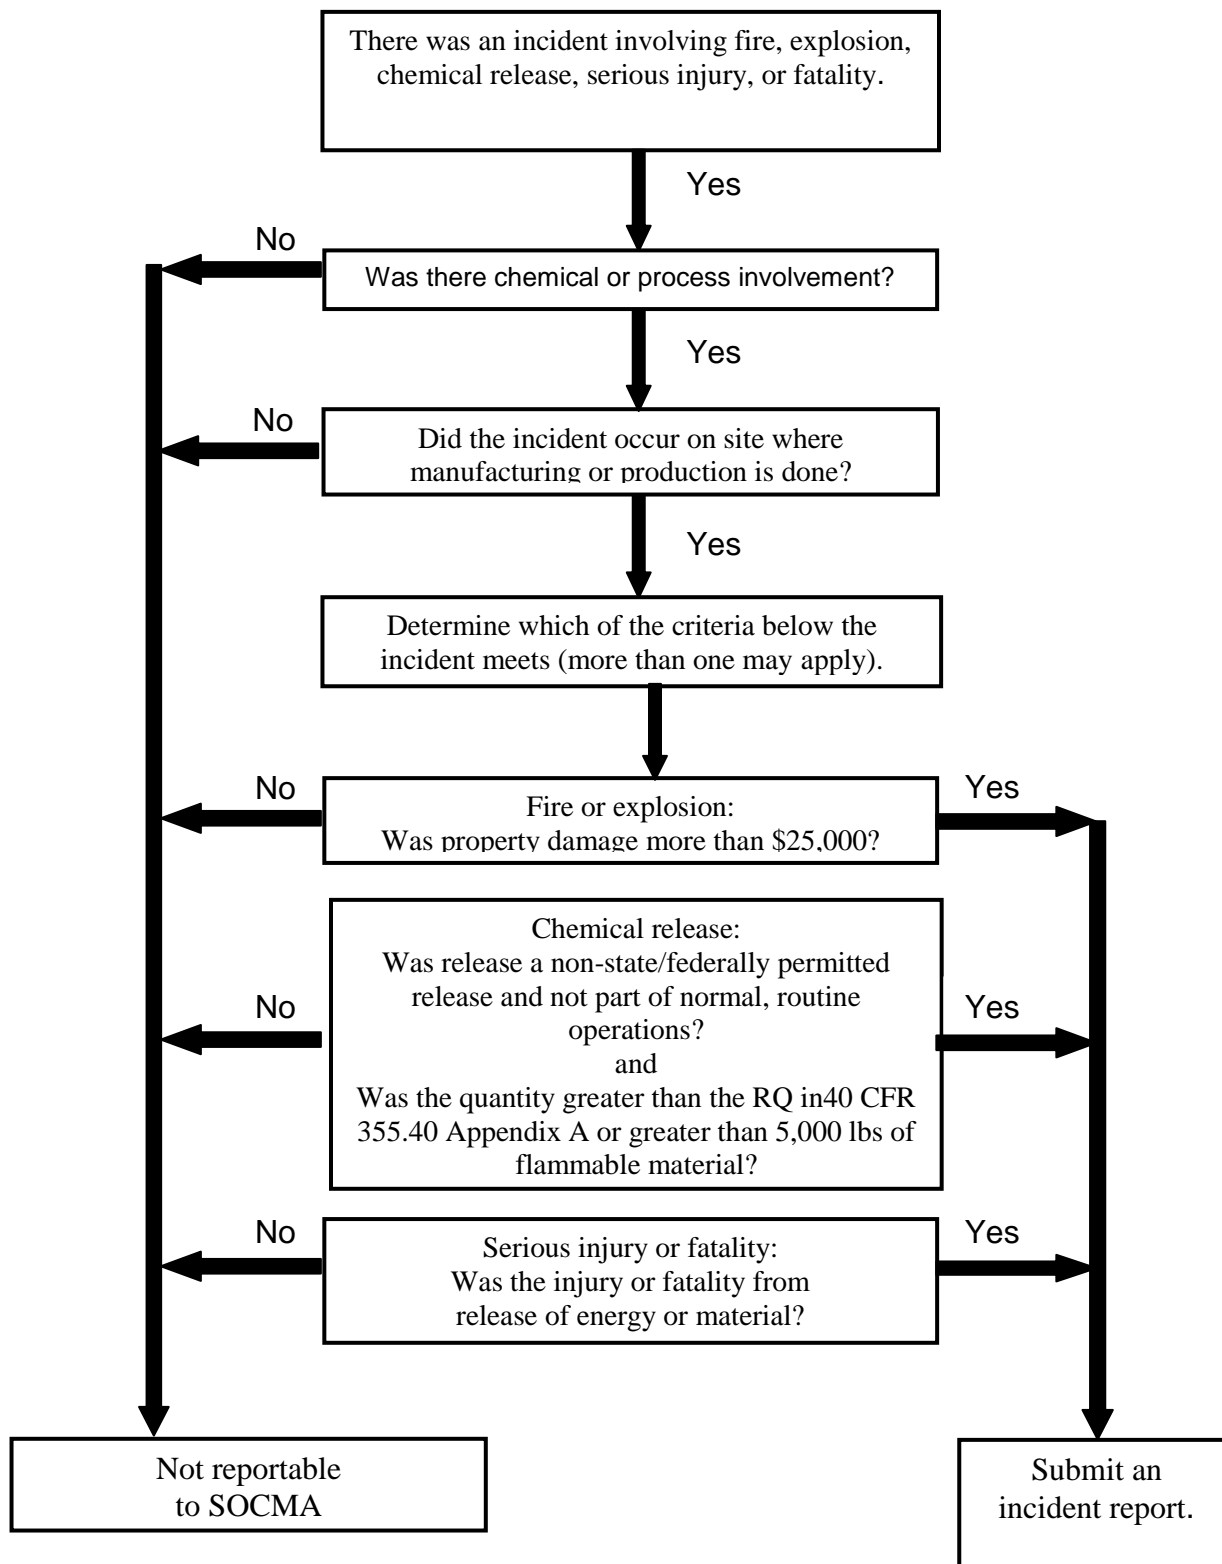 There was an incident involving fire, explosion,
chemical release, serious injury, or fatality.
Yes
No
Was there chemical or process involvement?
Yes
No
Did the incident occur on site where
manufacturing or production is done?
Yes
Determine which of the criteria below the
incident meets (more than one may apply).
No
Yes
Fire or explosion:
Was property damage more than $25,000?
Chemical release:
Was release a non-state/federally permitted
release and not part of normal, routine
operations?
No
Yes
and
Was the quantity greater than the RQ in40 CFR
355.40 Appendix A or greater than 5,000 lbs of
flammable material?
No
Yes
Serious injury or fatality:
Was the injury or fatality from
release of energy or material?
Not reportable
to SOCMA
Submit an
incident report.